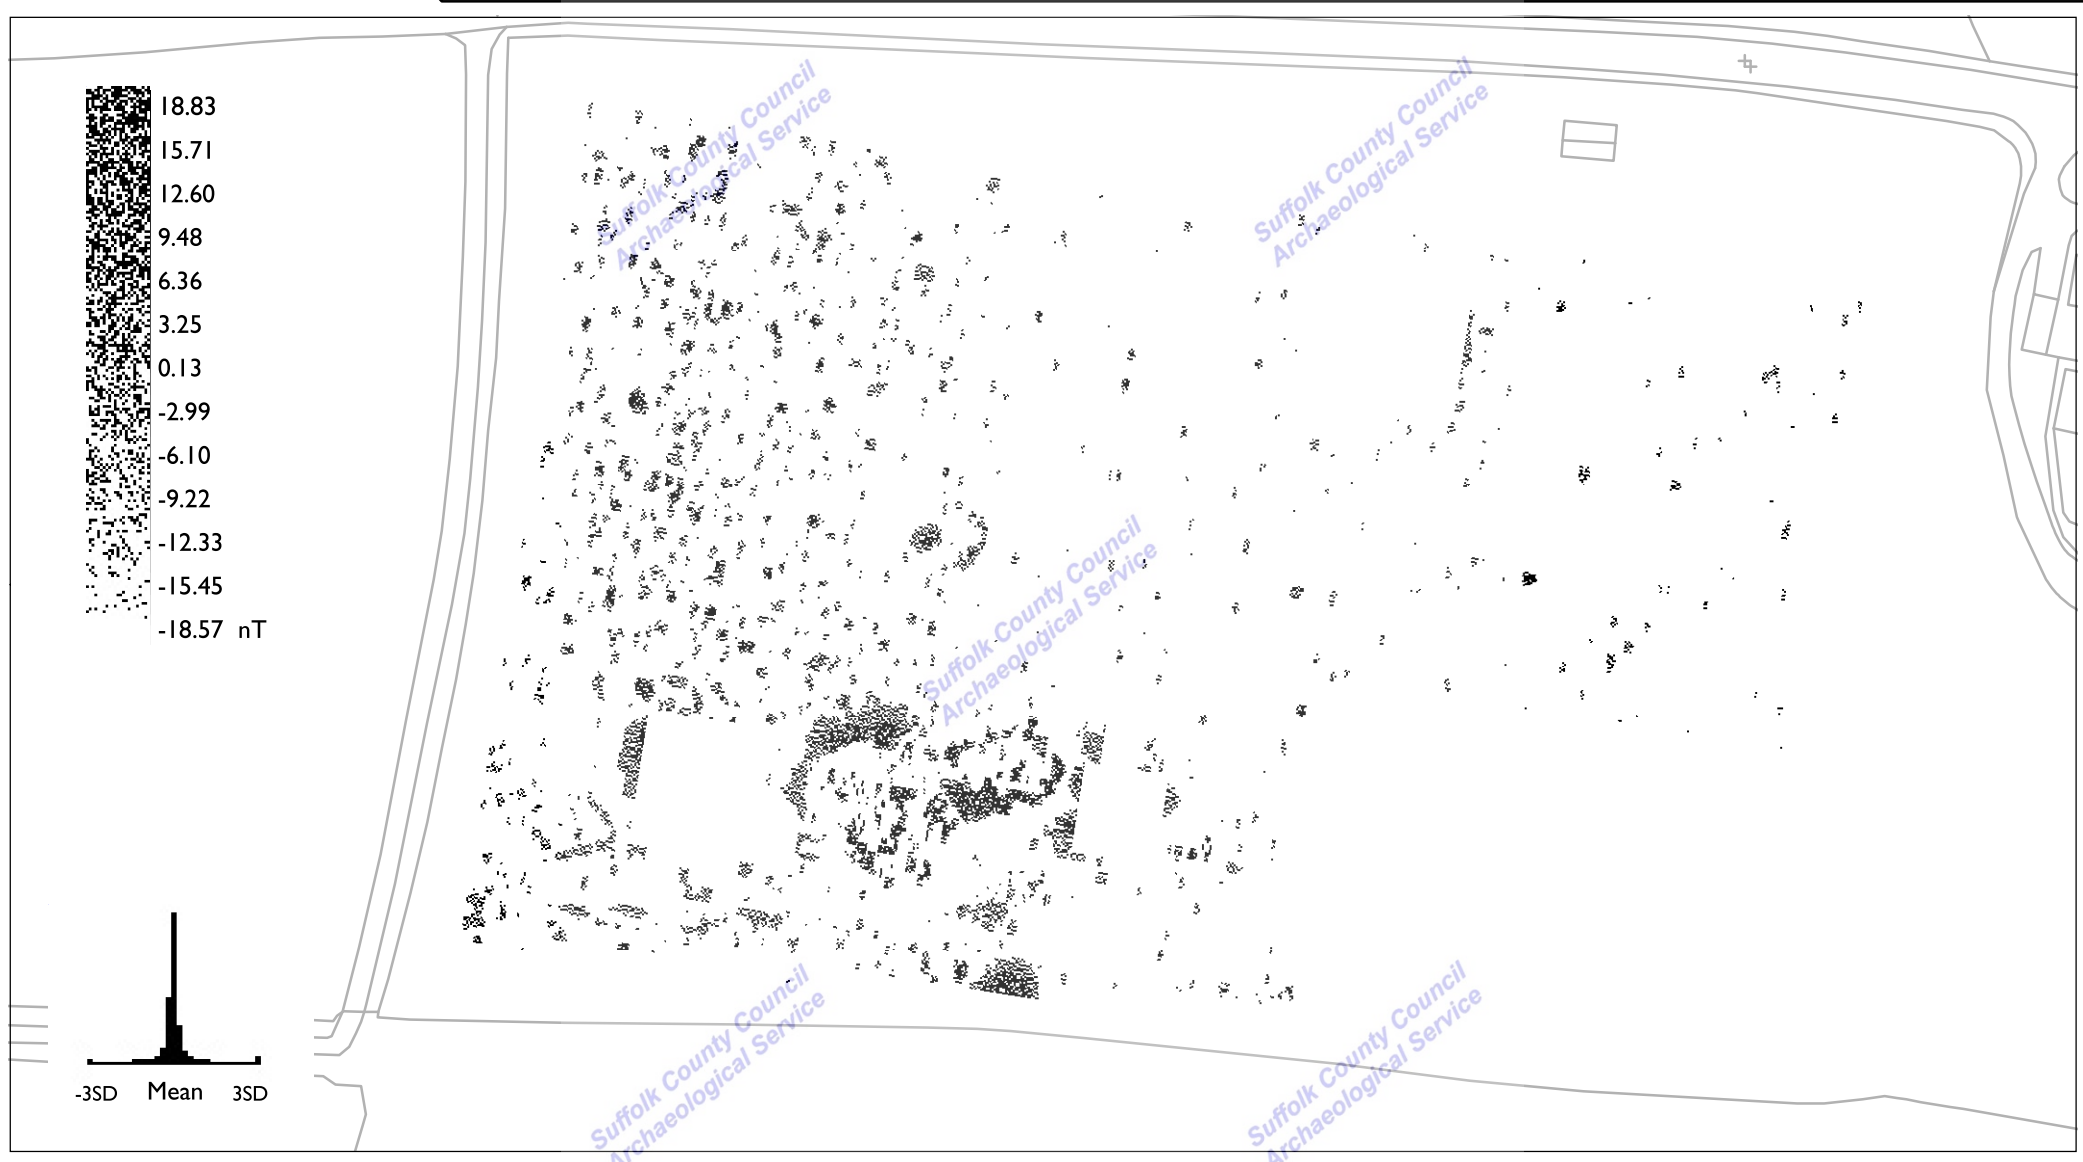 Suffolk County Council
Archaeological Service
Suffolk County Council
Archaeological Service
18.83
15.71
12.60
9.48
6.36
3.25
0.13
-2.99
-6.10
-9.22
-12.33
-15.45
-18.57 nT
Suffolk County Council
Archaeological Service
-3SD Mean 3SD
Suffolk County Council
Archaeological Service
Suffolk County Council
Archaeological Service